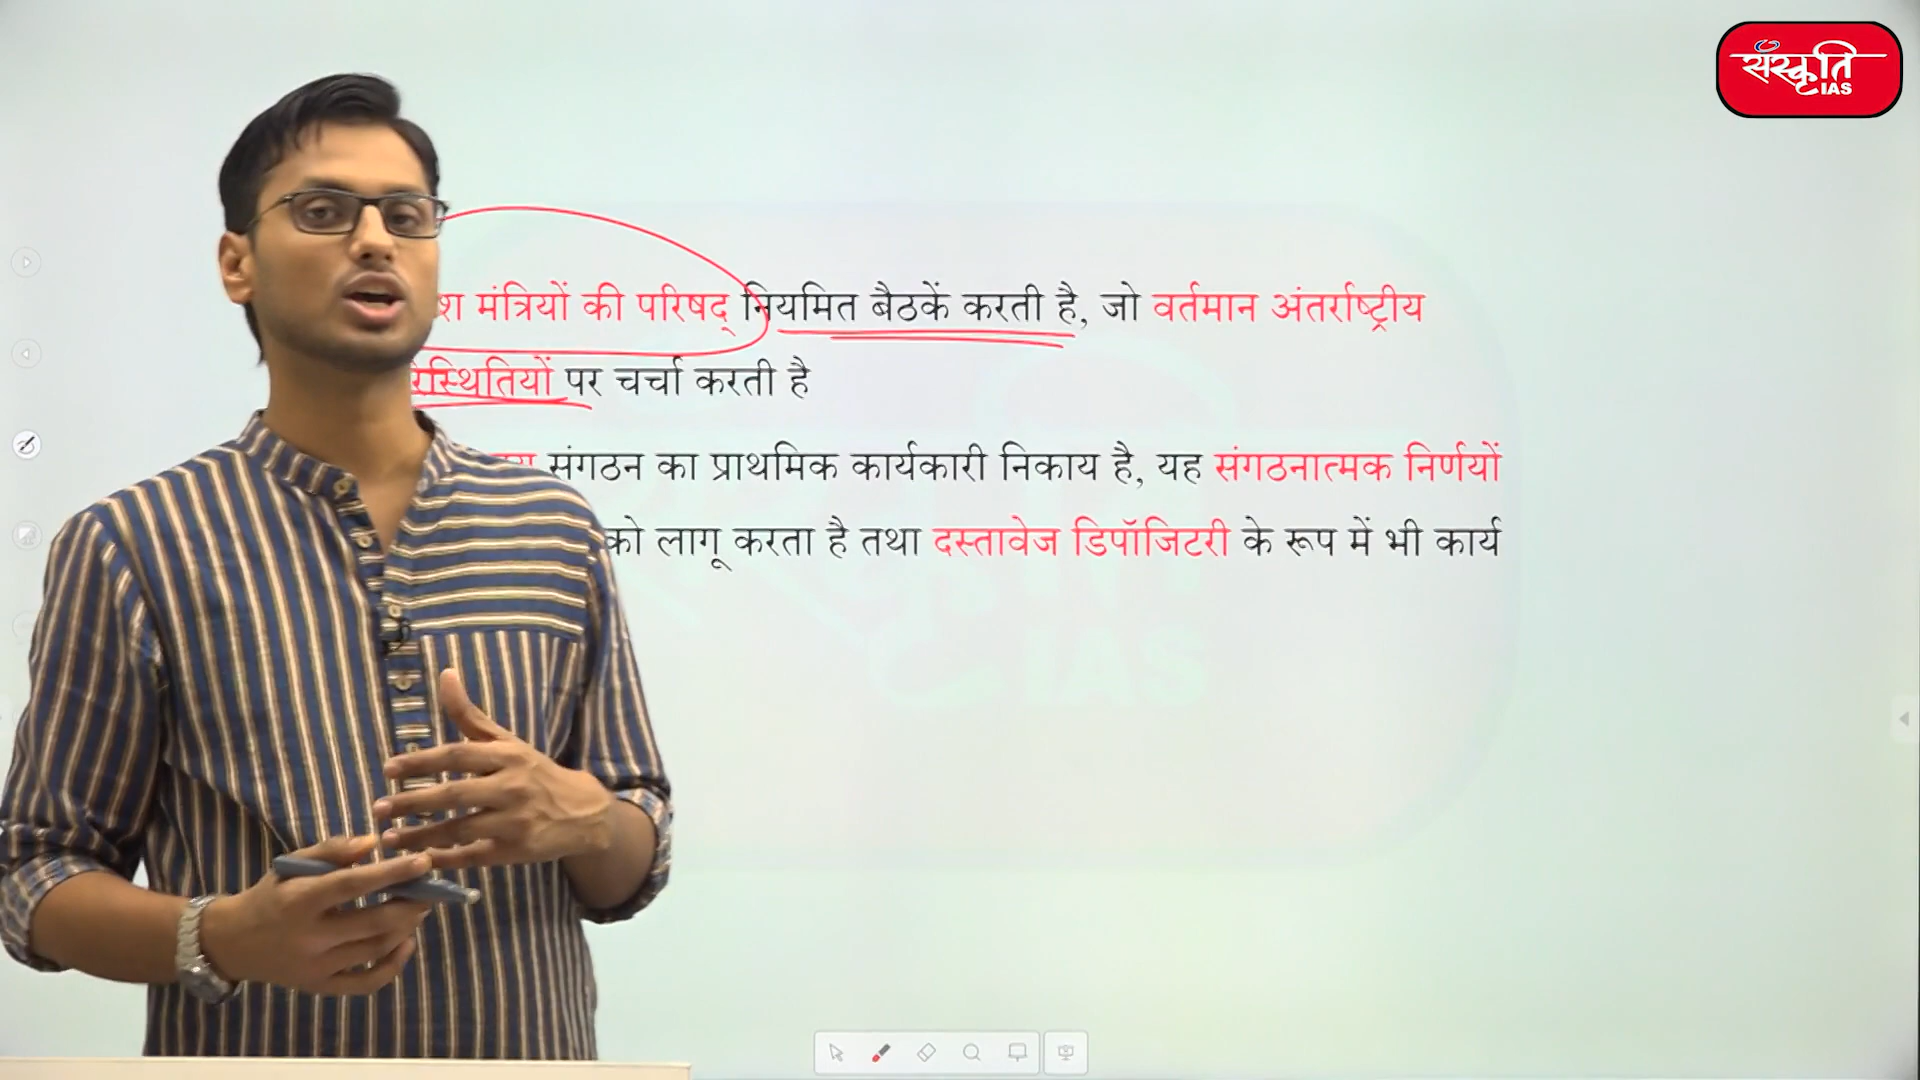 संस्कृति
IAS
मंत्रियों की परिषद् नियमित बैठकें करती है, जो वर्तमान अंतर्राष्ट्रीय
पर चर्चा करती है
संगठन का प्राथमिक कार्यकारी निकाय है, यह संगठनात्मक निर्णयों
को लागू करता है तथा दस्तावेज डिपॉजिटरी के रूप में भी कार्य
IAS